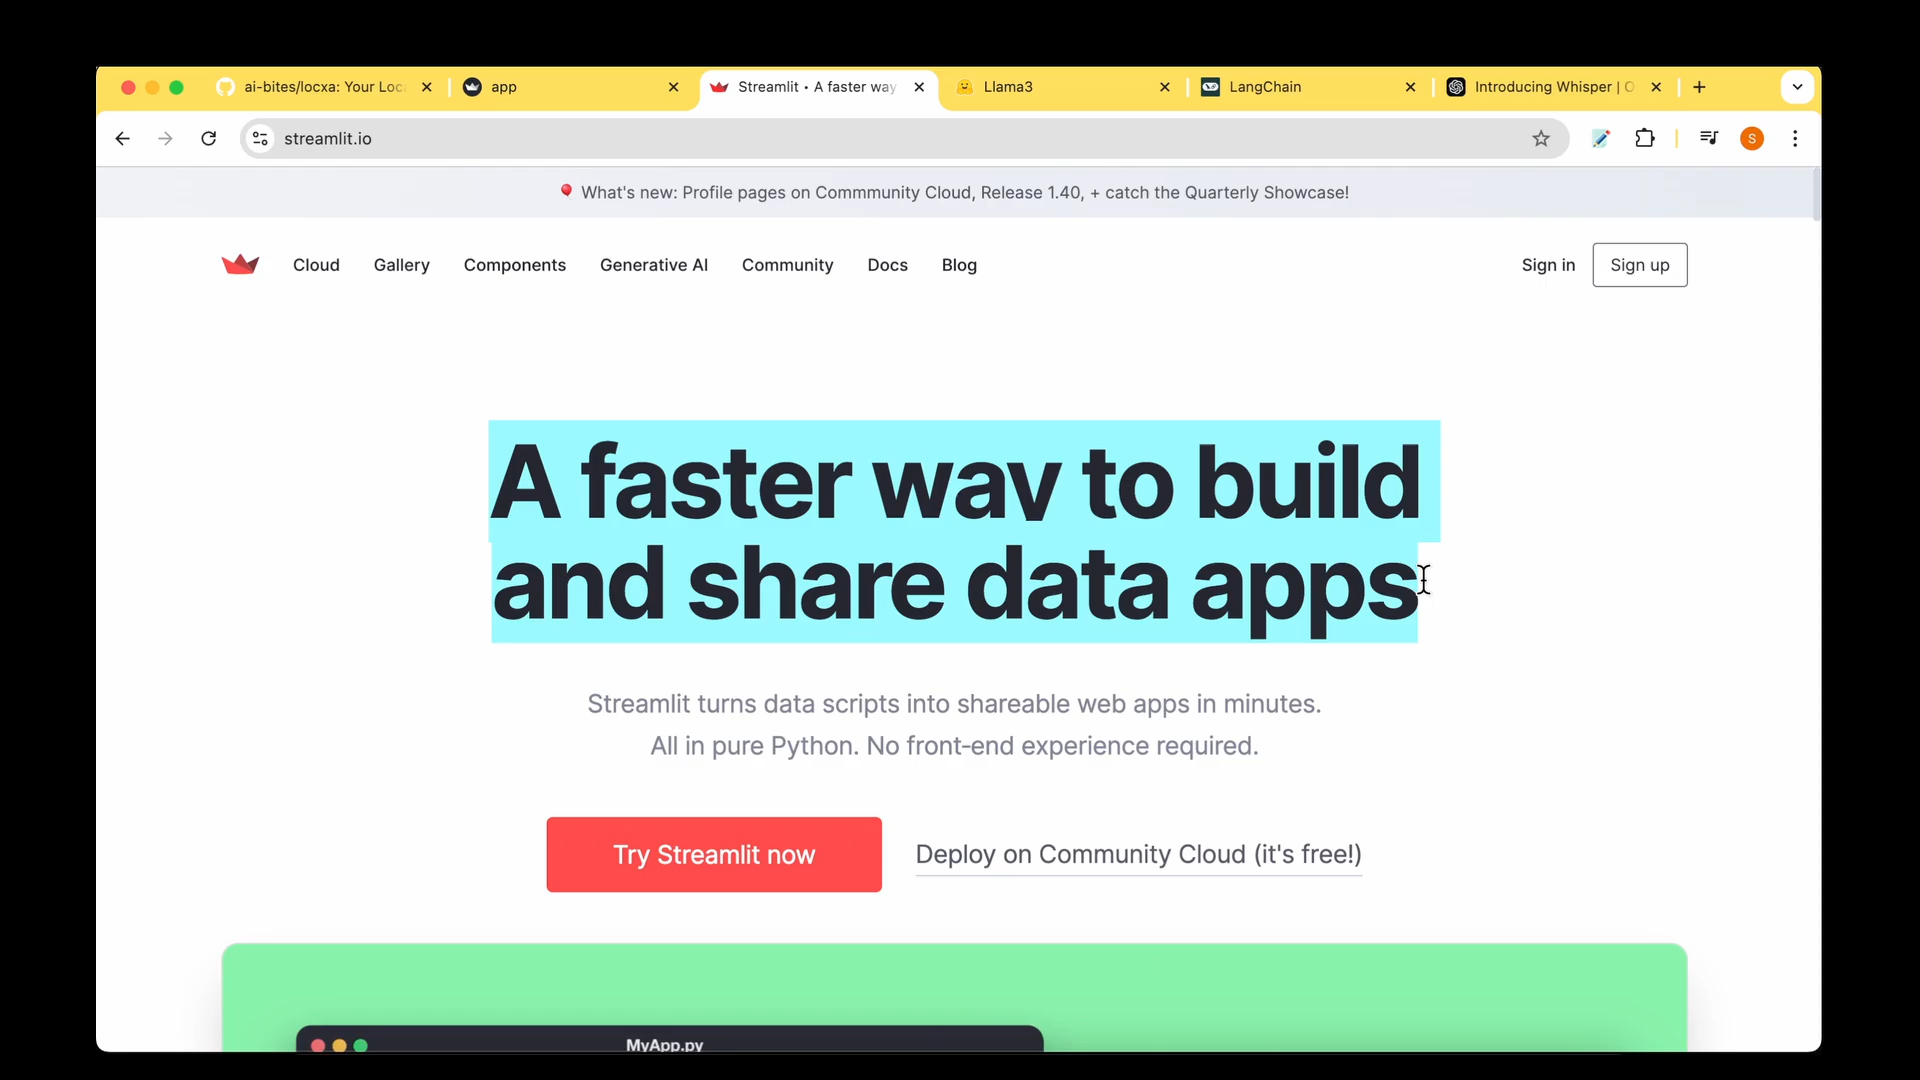 ai-bites/locxa: Your Loc
app
Streamlit • A faster way
Llama3
LangChain
Introducing Whisper | O
streamlit.io
S
What's new: Profile pages on Commmunity Cloud, Release 1.40, + catch the Quarterly Showcase!
Cloud
Gallery
Components
Generative AI
Community
Docs
Blog
Sign in
Sign up
A faster way to build
and share data apps
Streamlit turns data scripts into shareable web apps in minutes.
All in pure Python. No front-end experience required.
Try Streamlit now
Deploy on Community Cloud (it's free!)
MyApp.py